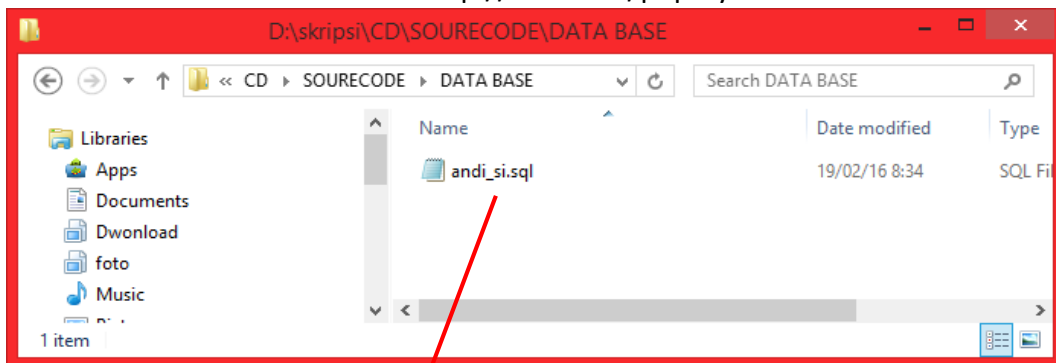 D:\skripsi\CD\SOURECODE\DATA BASE
« CD ▸ SOURECODE ▸ DATA BASE
Search DATA BASE
Libraries
Apps
Documents
Dwonload
foto
Music
Name
Date modified
Type
andi_si.sql
19/02/16 8:34
SQL Fil
1 item